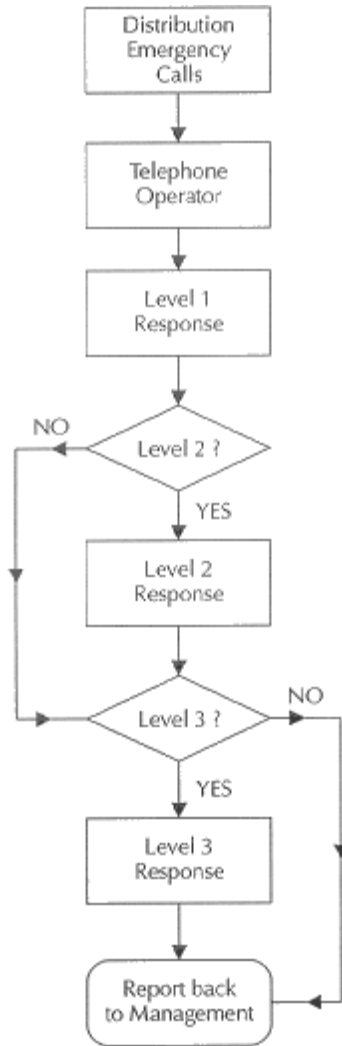 Distribution
Emergency
Calls
Telephone
Operator
Level 1
Response
Level 2 ?
NO
YES
Level 2
Response
Level 3 ?
NO
YES
Level 3
Response
Report back
to Management